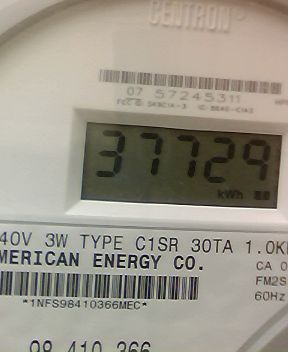 CENTRON®
07 57245311
37729
kWh
40V 3W TYPE C1SR 30TA 1.0K
MERICAN ENERGY CO.
CA 0
FM2S
60Hz
*1NFS98410366MEC*
98 410 366